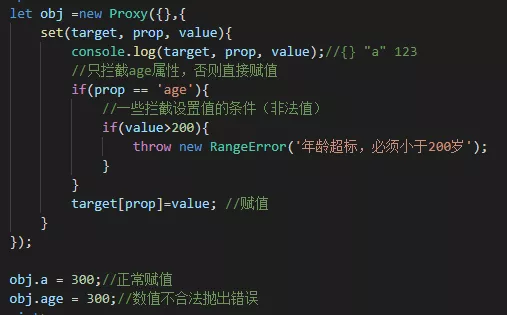 let obj =new Proxy({},{
    set(target, prop, value){
        console.log(target, prop, value);//{} "a" 123
        //只拦截age属性，否则直接赋值
        if(prop == 'age'){
            //一些拦截设置值的条件（非法值）
            if(value>200){
                throw new RangeError('年龄超标，必须小于200岁');
            }
        }
        target[prop]=value; //赋值
    }
});
obj.a = 300;//正常赋值
obj.age = 300;//数值不合法抛出错误